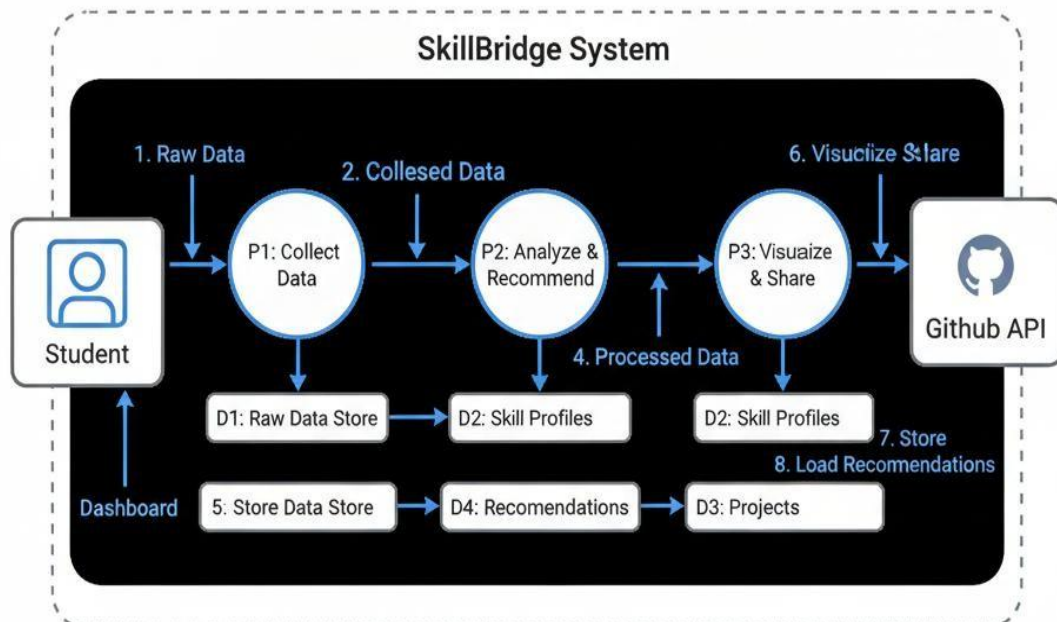 SkillBridge System
1. Raw Data
2. Collesed Data
6. Visuciize
P1: Collect
Data
P2: Analyze &
Recommend
P3: Visuaize
& Share
Student
Github API
4. Processed Data
D1: Raw Data Store
D2: Skill Profiles
D2: Skill Profiles
7. Store
8. Load Recomendations
Dashboard
5: Store Data Store
D4: Recomendations
D3: Projects